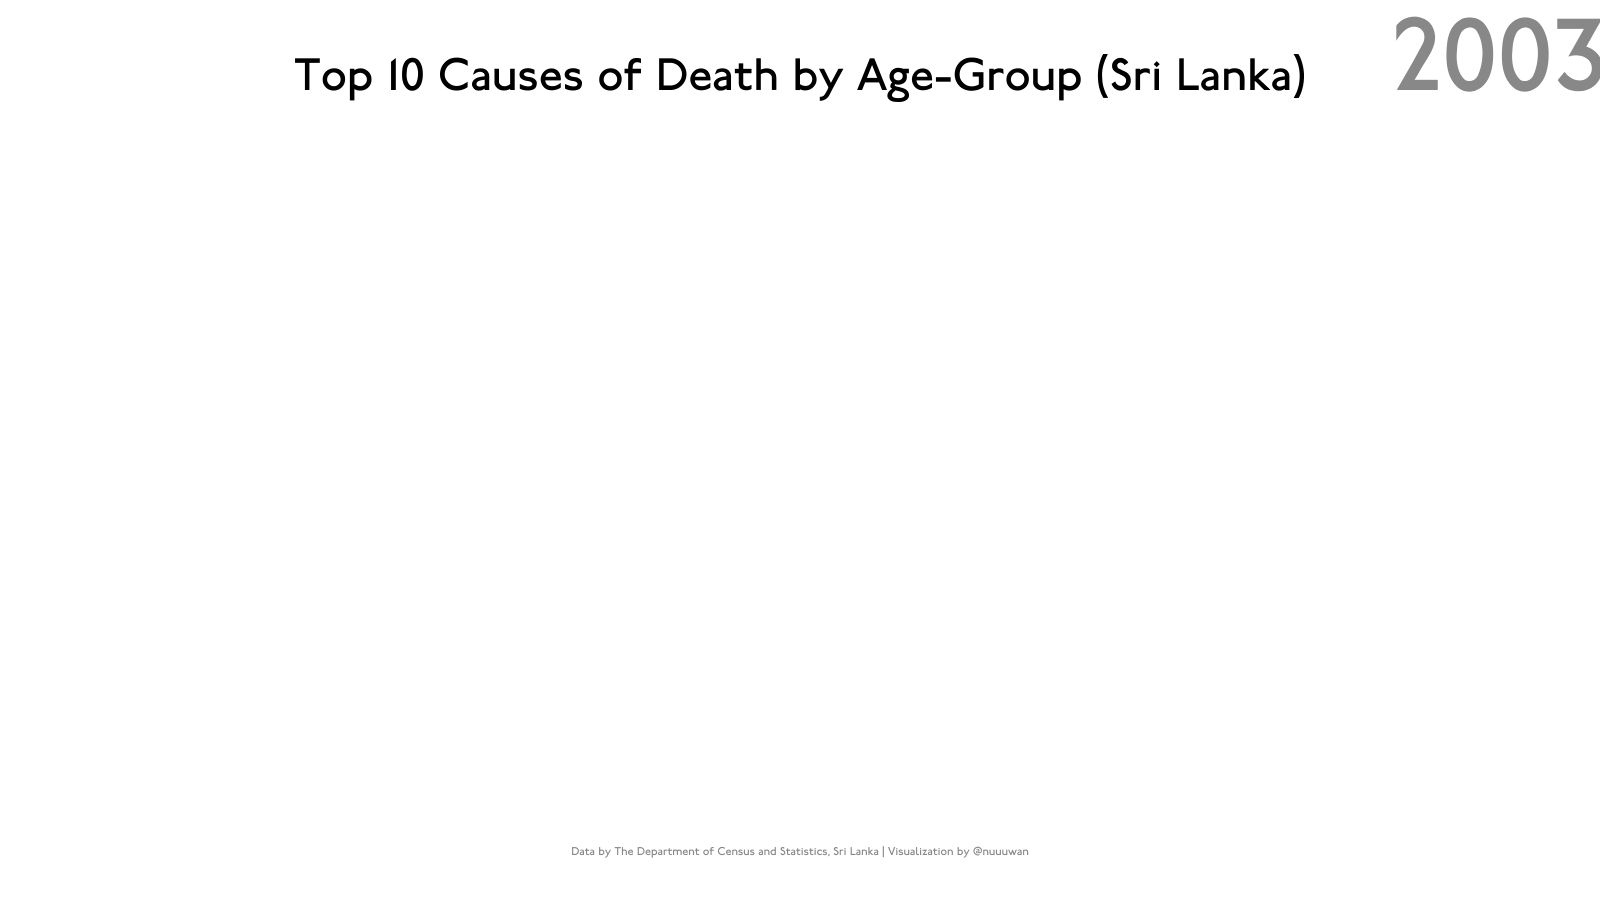 Top 10 Causes of Death by Age-Group (Sri Lanka)
2003
Data by The Department of Census and Statistics, Sri Lanka | Visualization by @nuuuwan